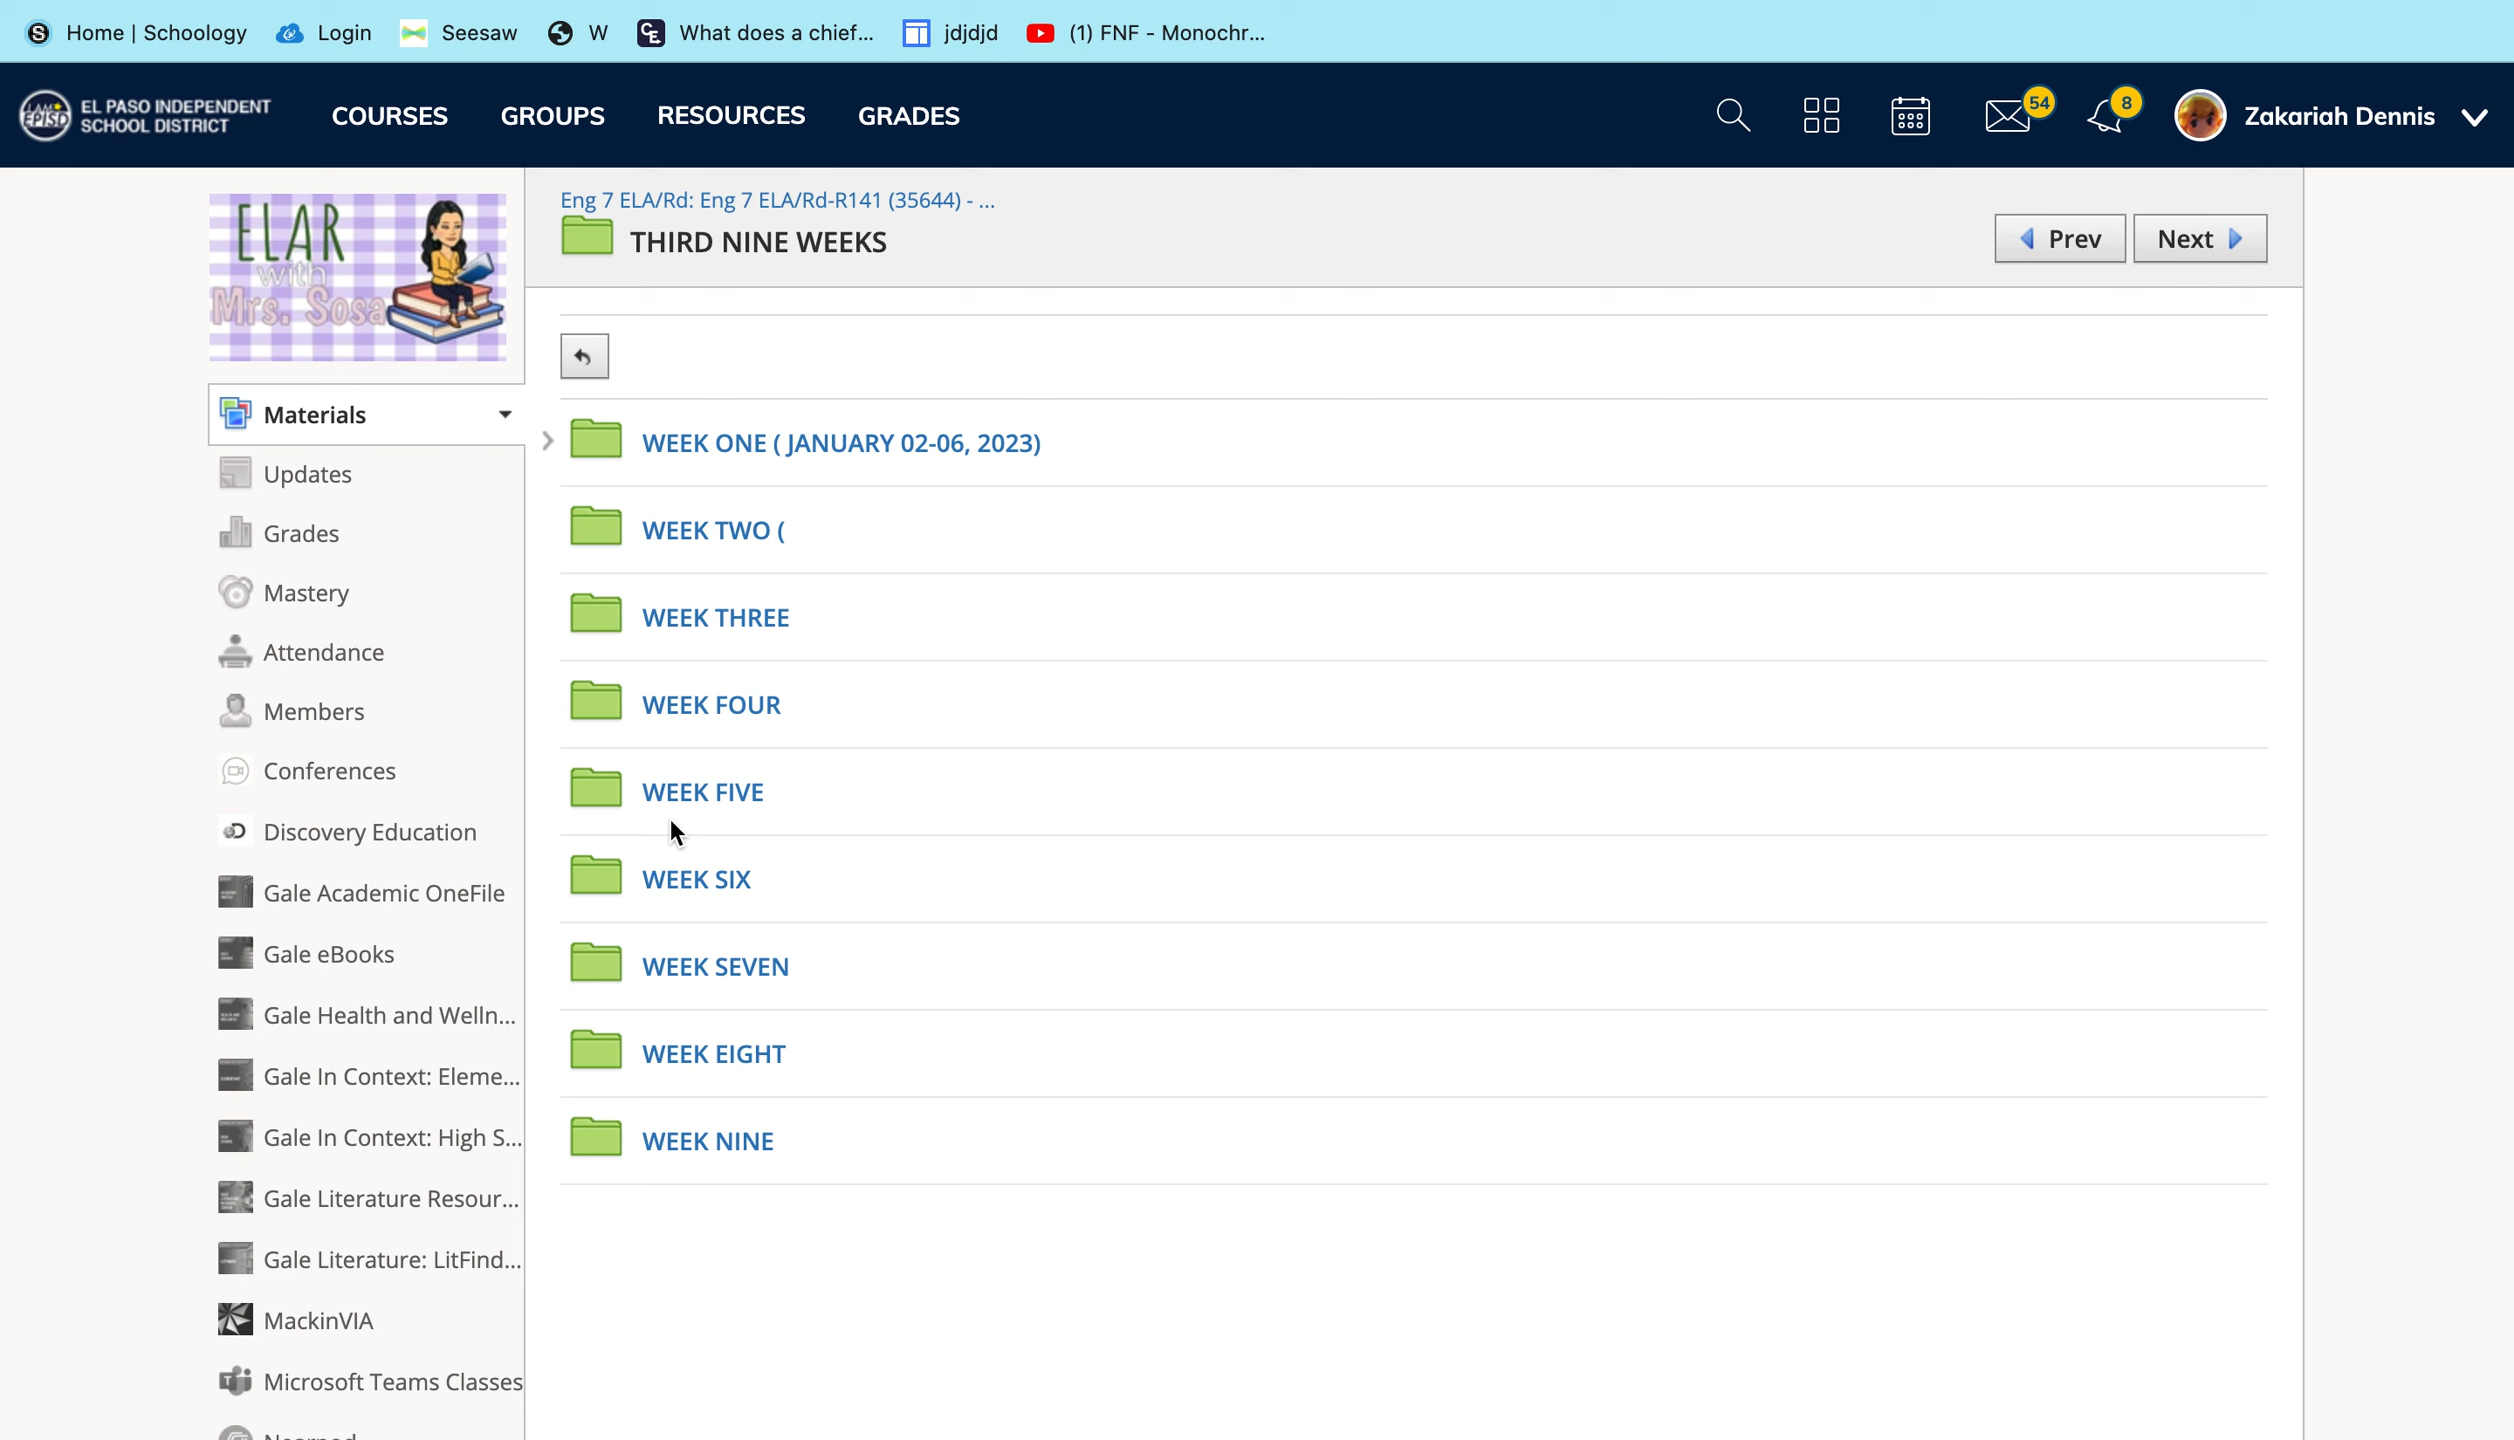 Home | Schoology
Login
Seesaw
W
What does a chief...
jdjdjd
(1) FNF - Monochr...
EL PASO INDEPENDENT
SCHOOL DISTRICT
COURSES
GROUPS
RESOURCES
GRADES
54
8
Zakariah Dennis
ELAR
with
Mrs. Sosa
Eng 7 ELA/Rd: Eng 7 ELA/Rd-R141 (35644) - ...
THIRD NINE WEEKS
Prev
Next
Materials
Updates
Grades
Mastery
Attendance
Members
Conferences
Discovery Education
Gale Academic OneFile
Gale eBooks
Gale Health and Welln...
Gale In Context: Eleme...
Gale In Context: High S...
Gale Literature Resour...
Gale Literature: LitFind...
MackinVIA
Microsoft Teams Classes
WEEK ONE ( JANUARY 02-06, 2023)
WEEK TWO (
WEEK THREE
WEEK FOUR
WEEK FIVE
WEEK SIX
WEEK SEVEN
WEEK EIGHT
WEEK NINE